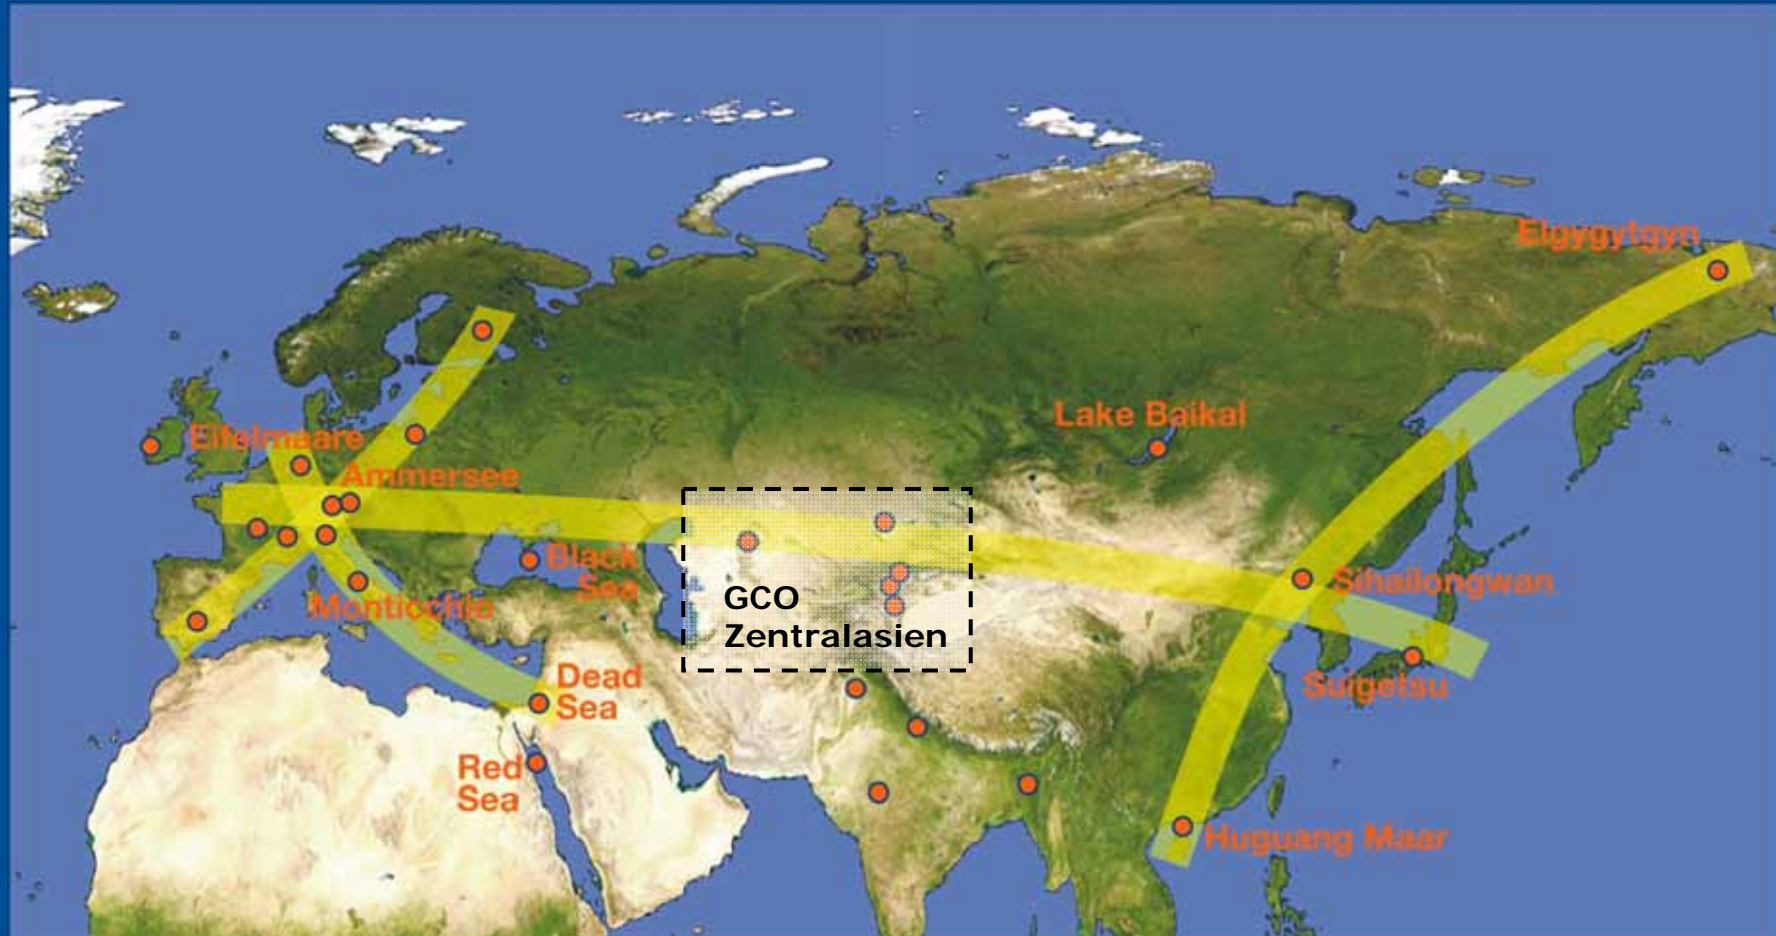 Elgygytgyn
Lake Baikal
Eifelmaare
Ammersee
Black
Sea
Sihailongwan
GCO
Zentralasien
Monticchio
Dead
Sea
Suigetsu
Red
Sea
Huguang Maar